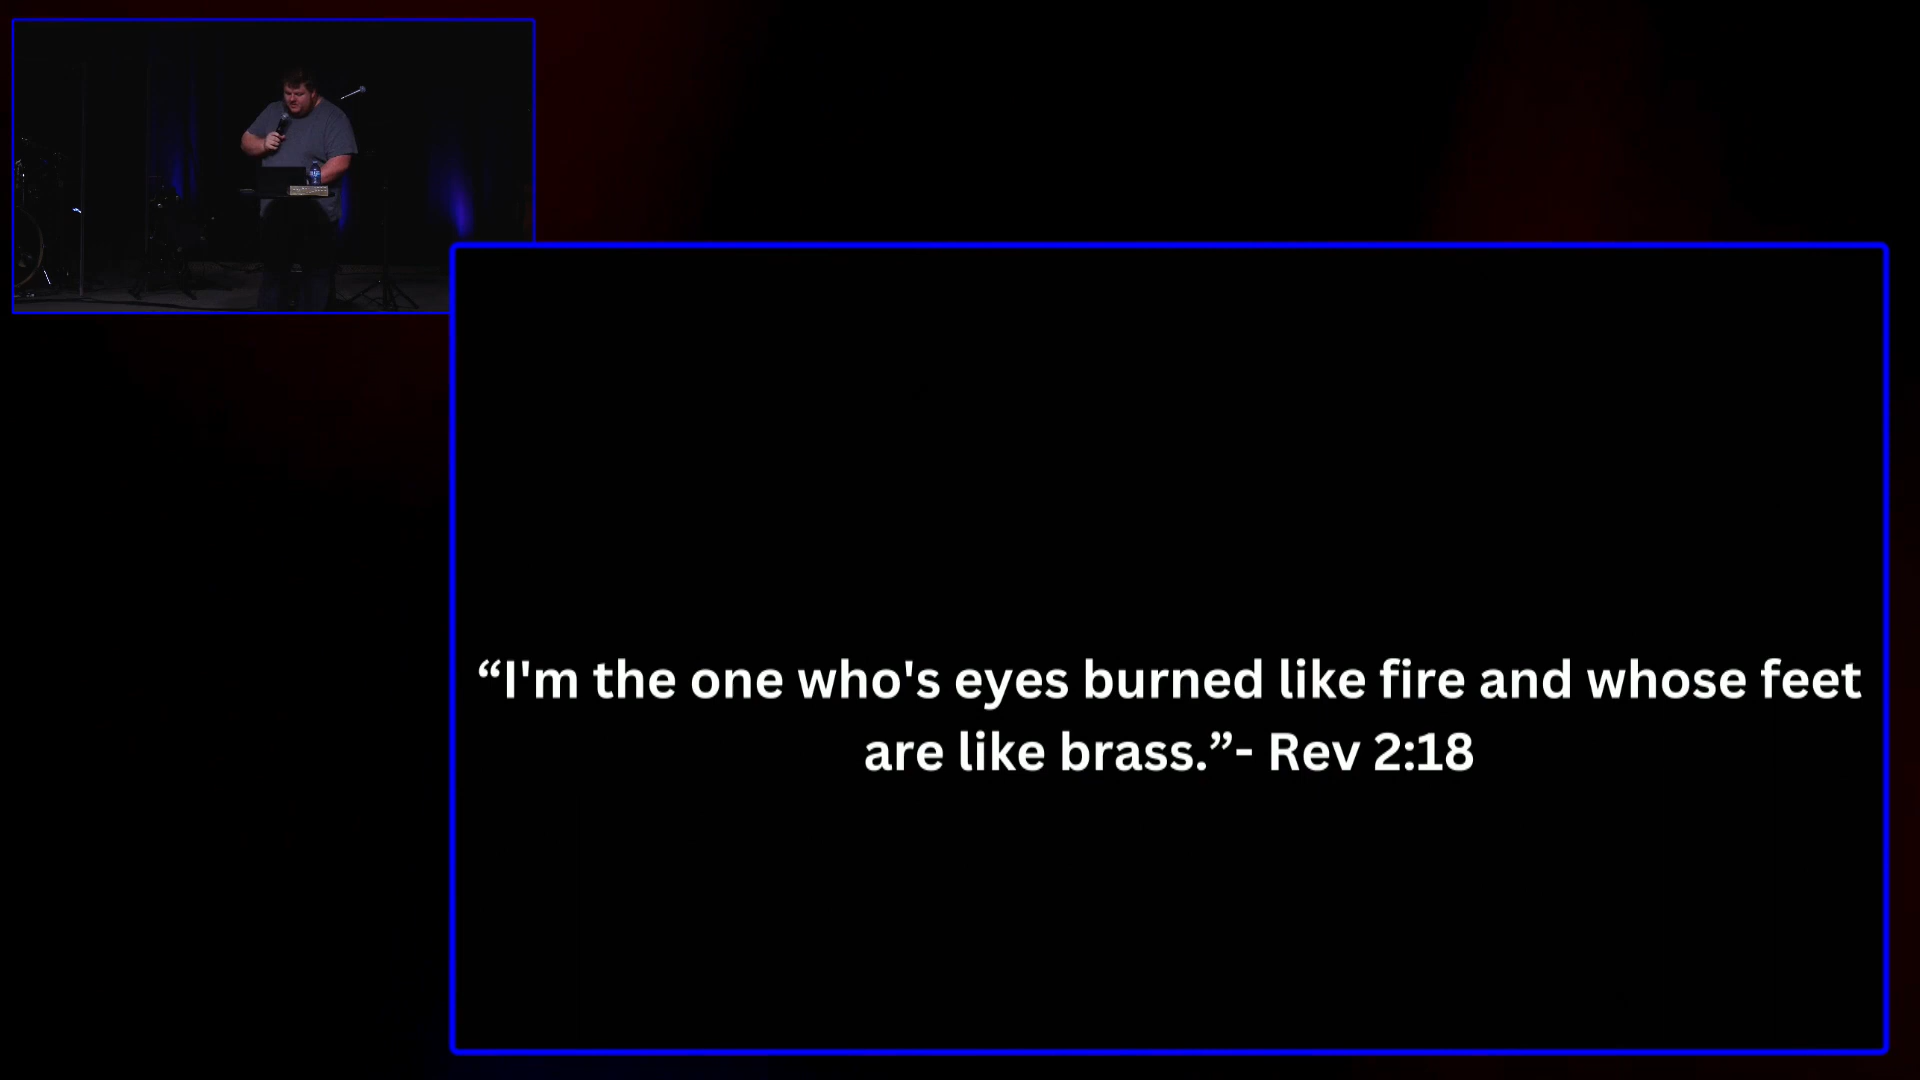 “I'm the one who's eyes burned like fire and whose feet
are like brass.”- Rev 2:18